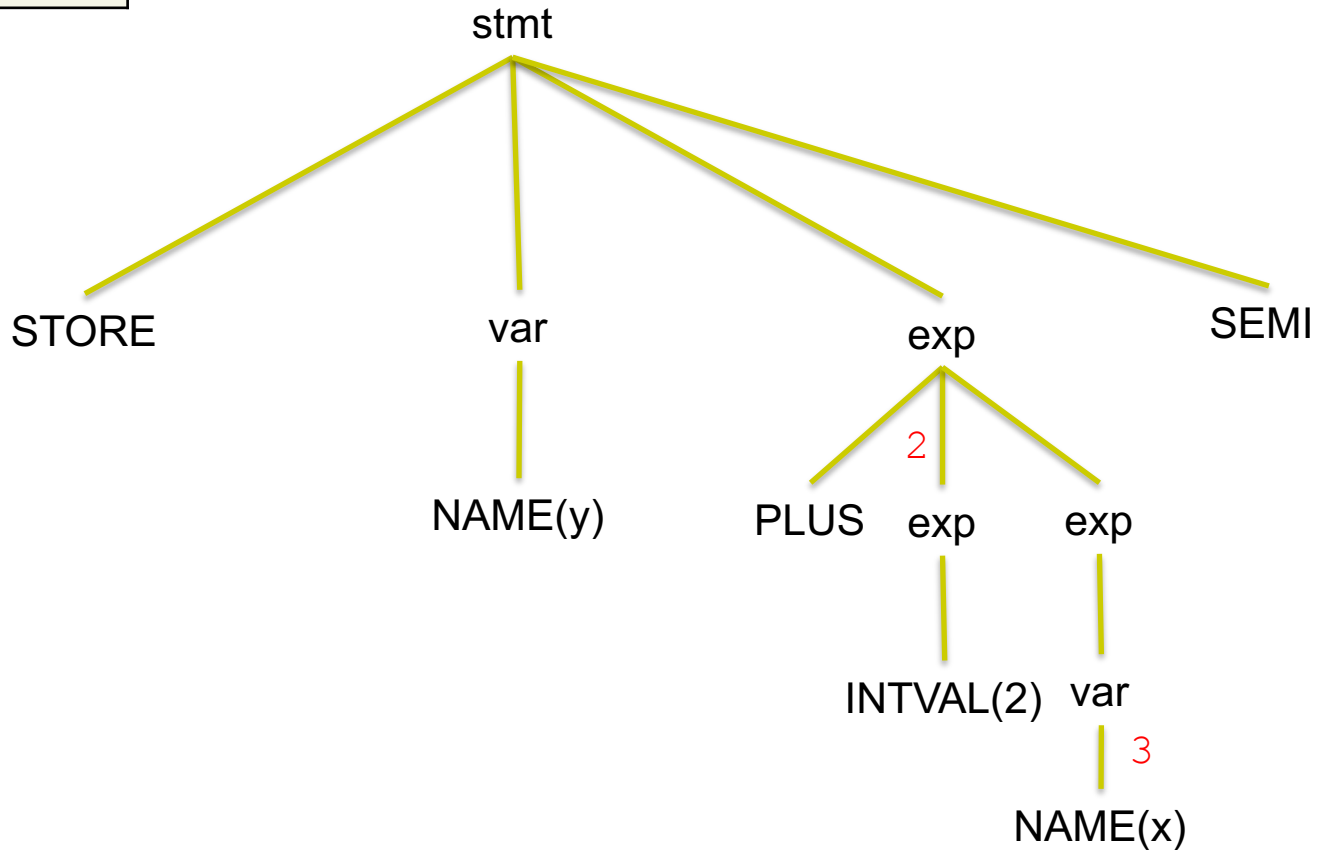 stmt
STORE
var
exp
SEMI
2
NAME(y)
PLUS
exp
exp
INTVAL(2)
var
3
NAME(x)